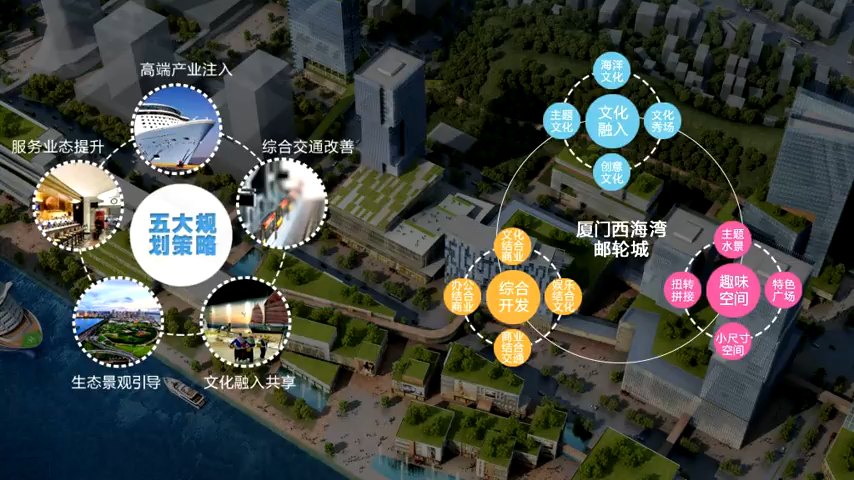 高端产业注入
服务业态提升
综合交通改善
五大规
划策略
生态景观引导
文化融入共享
海洋
文化
主题
文化
文化
融入
文化
秀场
创意
文化
厦门西海湾
邮轮城
文化
结合
商业
办公
结合
商业
综合
开发
娱乐
结合
文化
商业
结合
交通
主题
水景
扭转
拼接
趣味
空间
特色
广场
小尺寸
空间